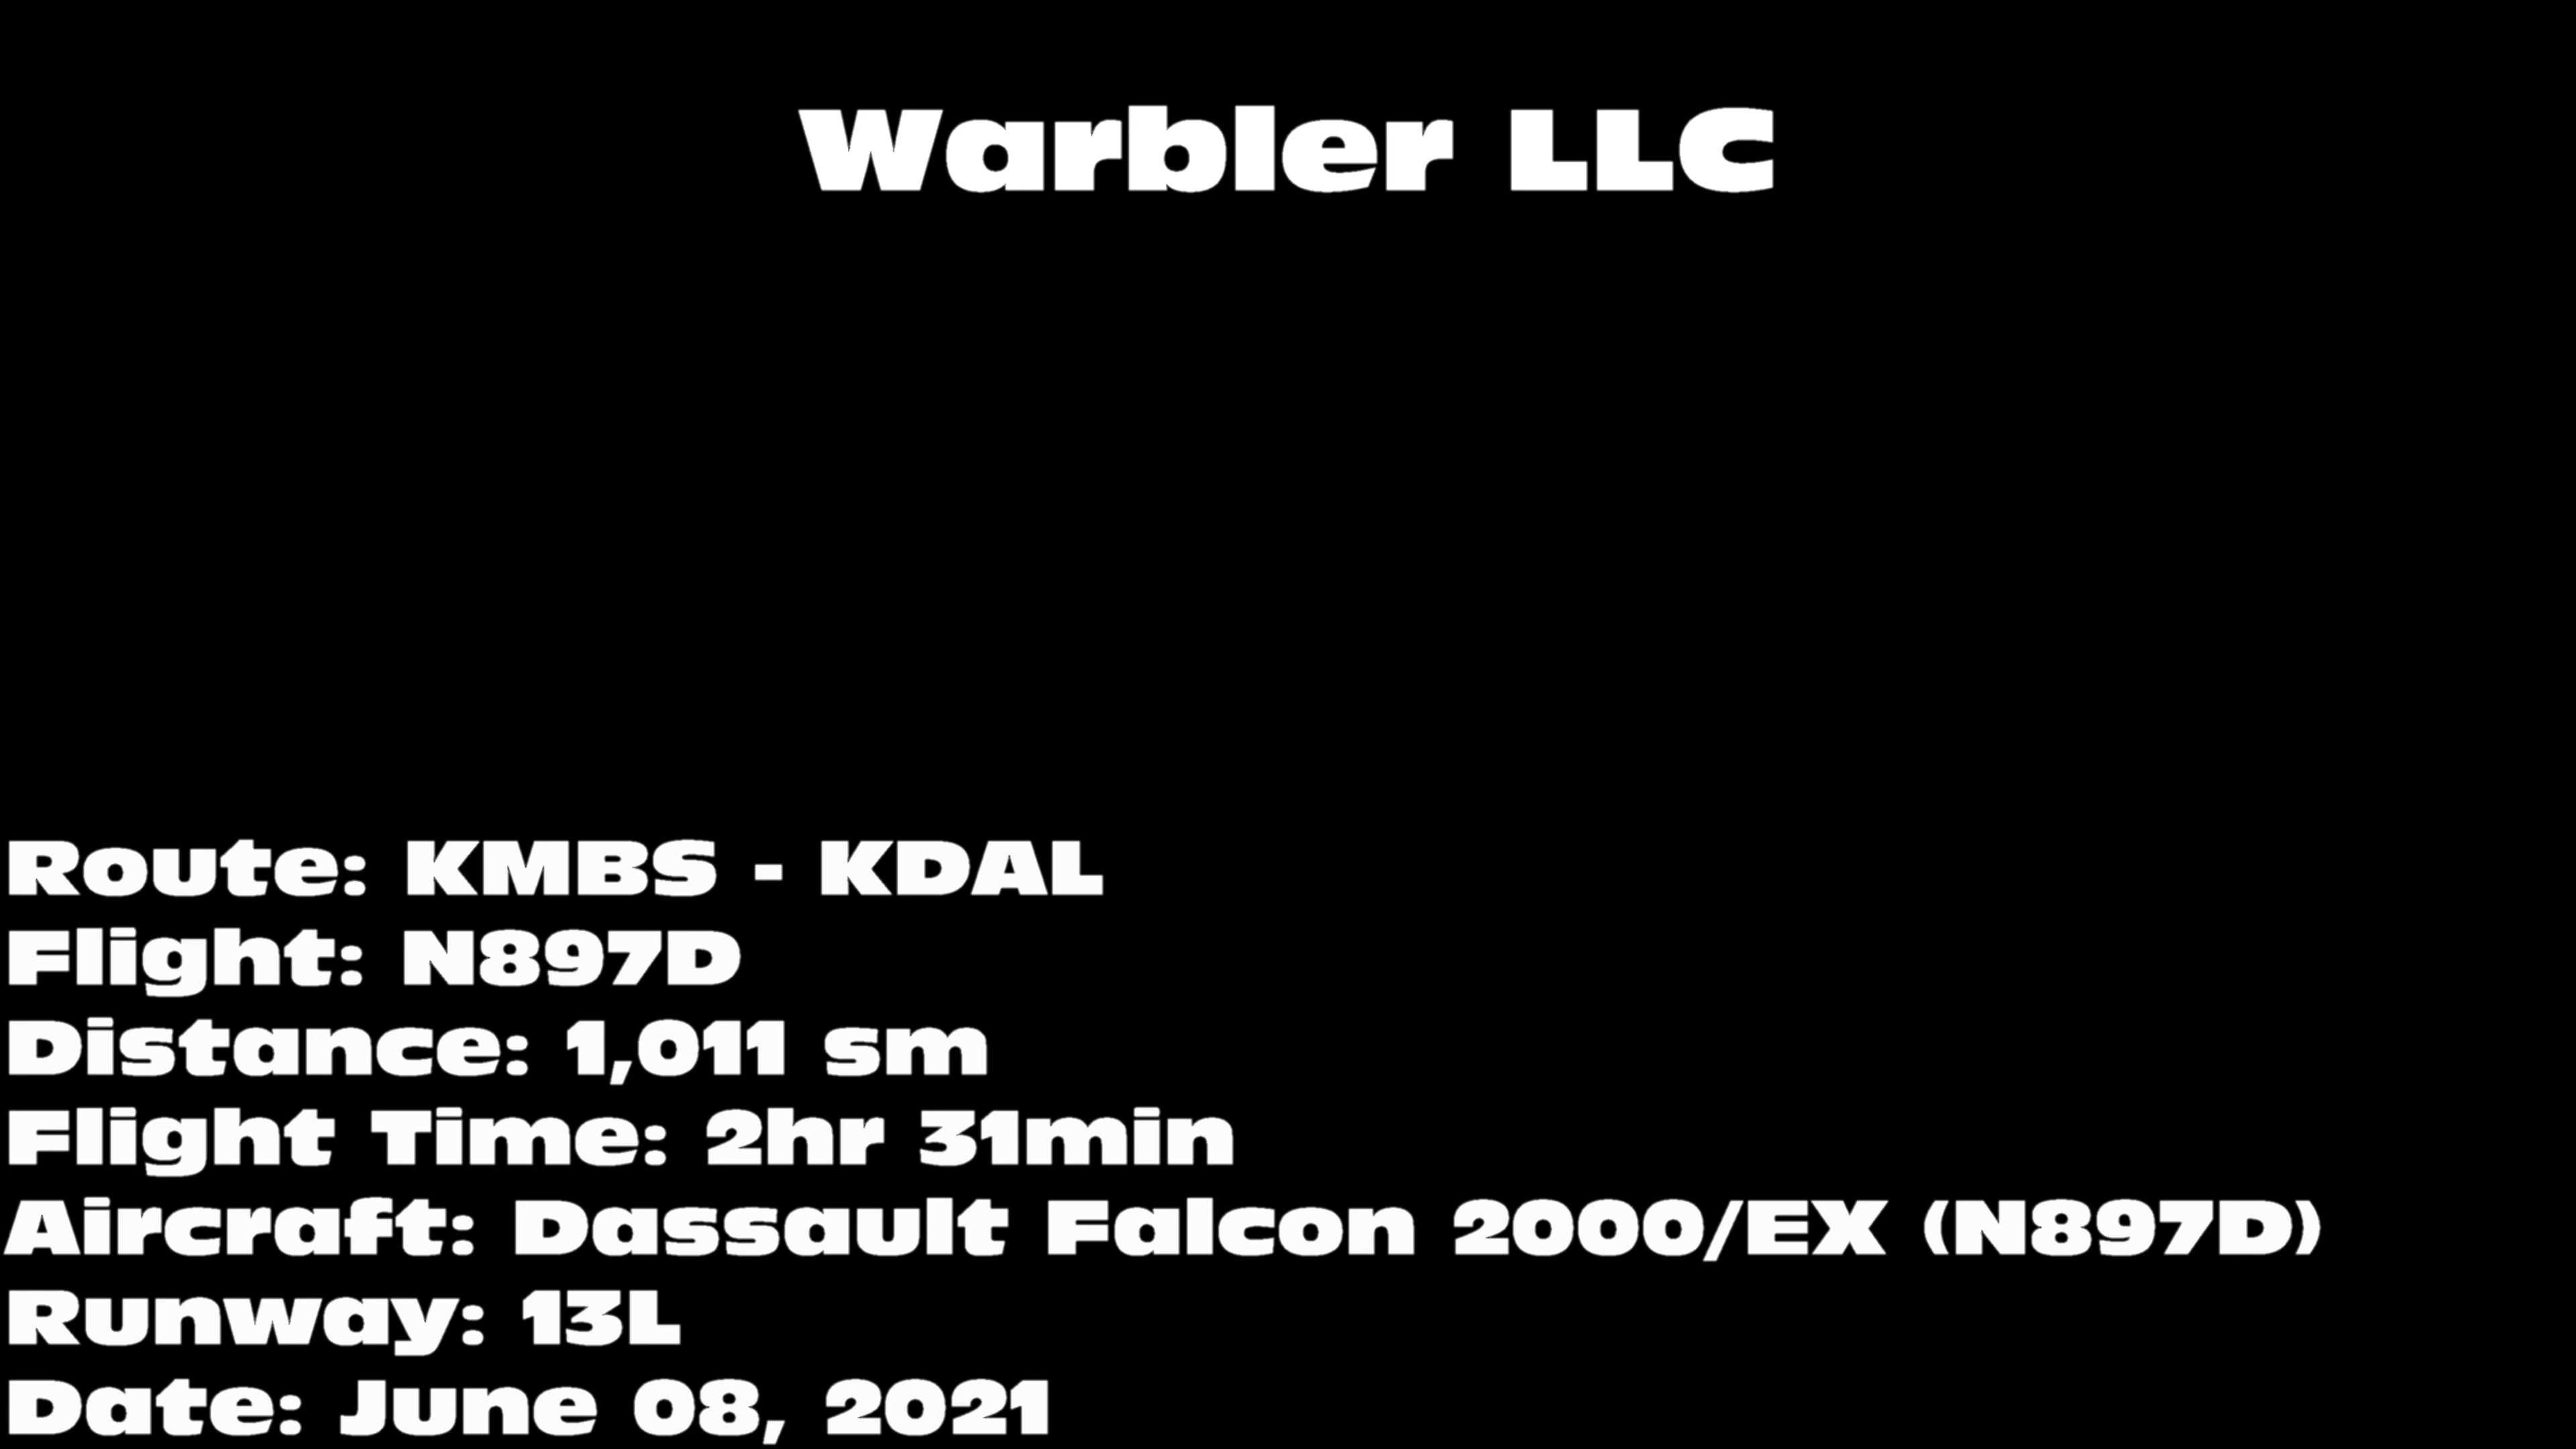 Warbler LLC
Route: KMBS - KDAL
Flight: N897D
Distance: 1,011 sm
Flight Time: 2hr 31min
Aircraft: Dassault Falcon 2000/EX (N897D)
Runway: 13L
Date: June 08, 2021